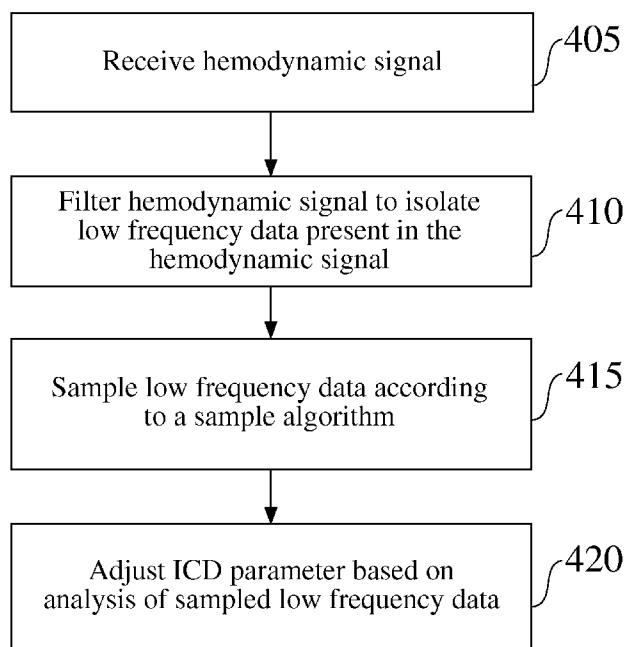 Receive hemodynamic signal
405
Filter hemodynamic signal to isolate
low frequency data present in the
hemodynamic signal
410
Sample low frequency data according
to a sample algorithm
415
Adjust ICD parameter based on
analysis of sampled low frequency data
420